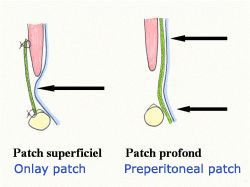 Patch superficiel
Onlay patch
Patch profond
Preperitoneal patch